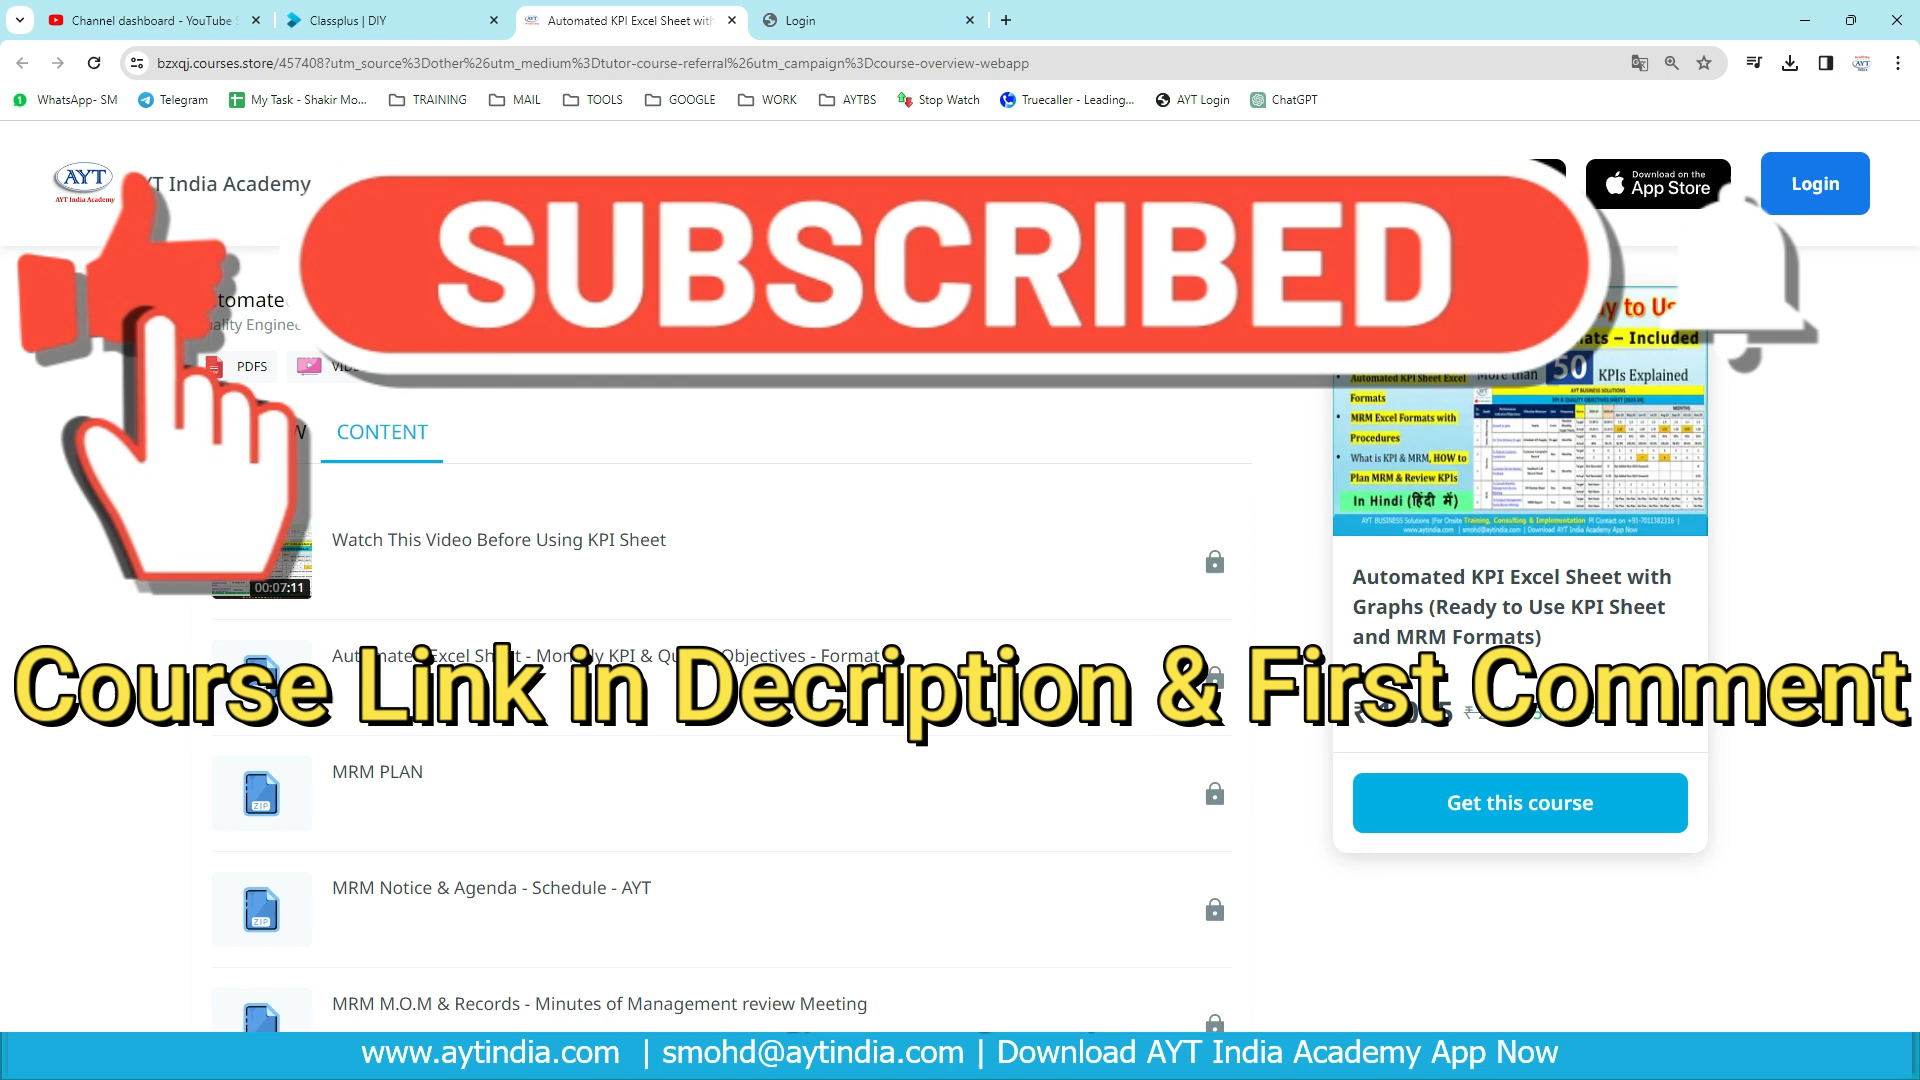 Channel dashboard - YouTube S
Classplus | DIY
Automated KPI Excel Sheet with
Login
bzxqj.courses.store/457408?utm_source%3Dother%26utm_medium%3Dtutor-course-referral%26utm_campaign%3Dcourse-overview-webapp
WhatsApp- SM
Telegram
My Task - Shakir Mo...
TRAINING
MAIL
TOOLS
GOOGLE
WORK
AYTBS
Stop Watch
Truecaller - Leading...
AYT Login
ChatGPT
AYT
AYT India Academy
YT India Academy
Download on the
App Store
Login
SUBSCRIBED
PDFS
CONTENT
50 KPIs Explained
Automated KPI Sheet Excel
Formats
MRM Excel Formats with
Procedures
What is KPI & MRM, HOW to
Plan MRM & Review KPIs
In Hindi (हिंदी में)
Watch This Video Before Using KPI Sheet
00:07:11
Automated KPI Excel Sheet with
Graphs (Ready to Use KPI Sheet
and MRM Formats)
Course Link in Decription & First Comment
MRM PLAN
ZIP
Get this course
MRM Notice & Agenda - Schedule - AYT
ZIP
MRM M.O.M & Records - Minutes of Management review Meeting
www.aytindia.com | smohd@aytindia.com | Download AYT India Academy App Now